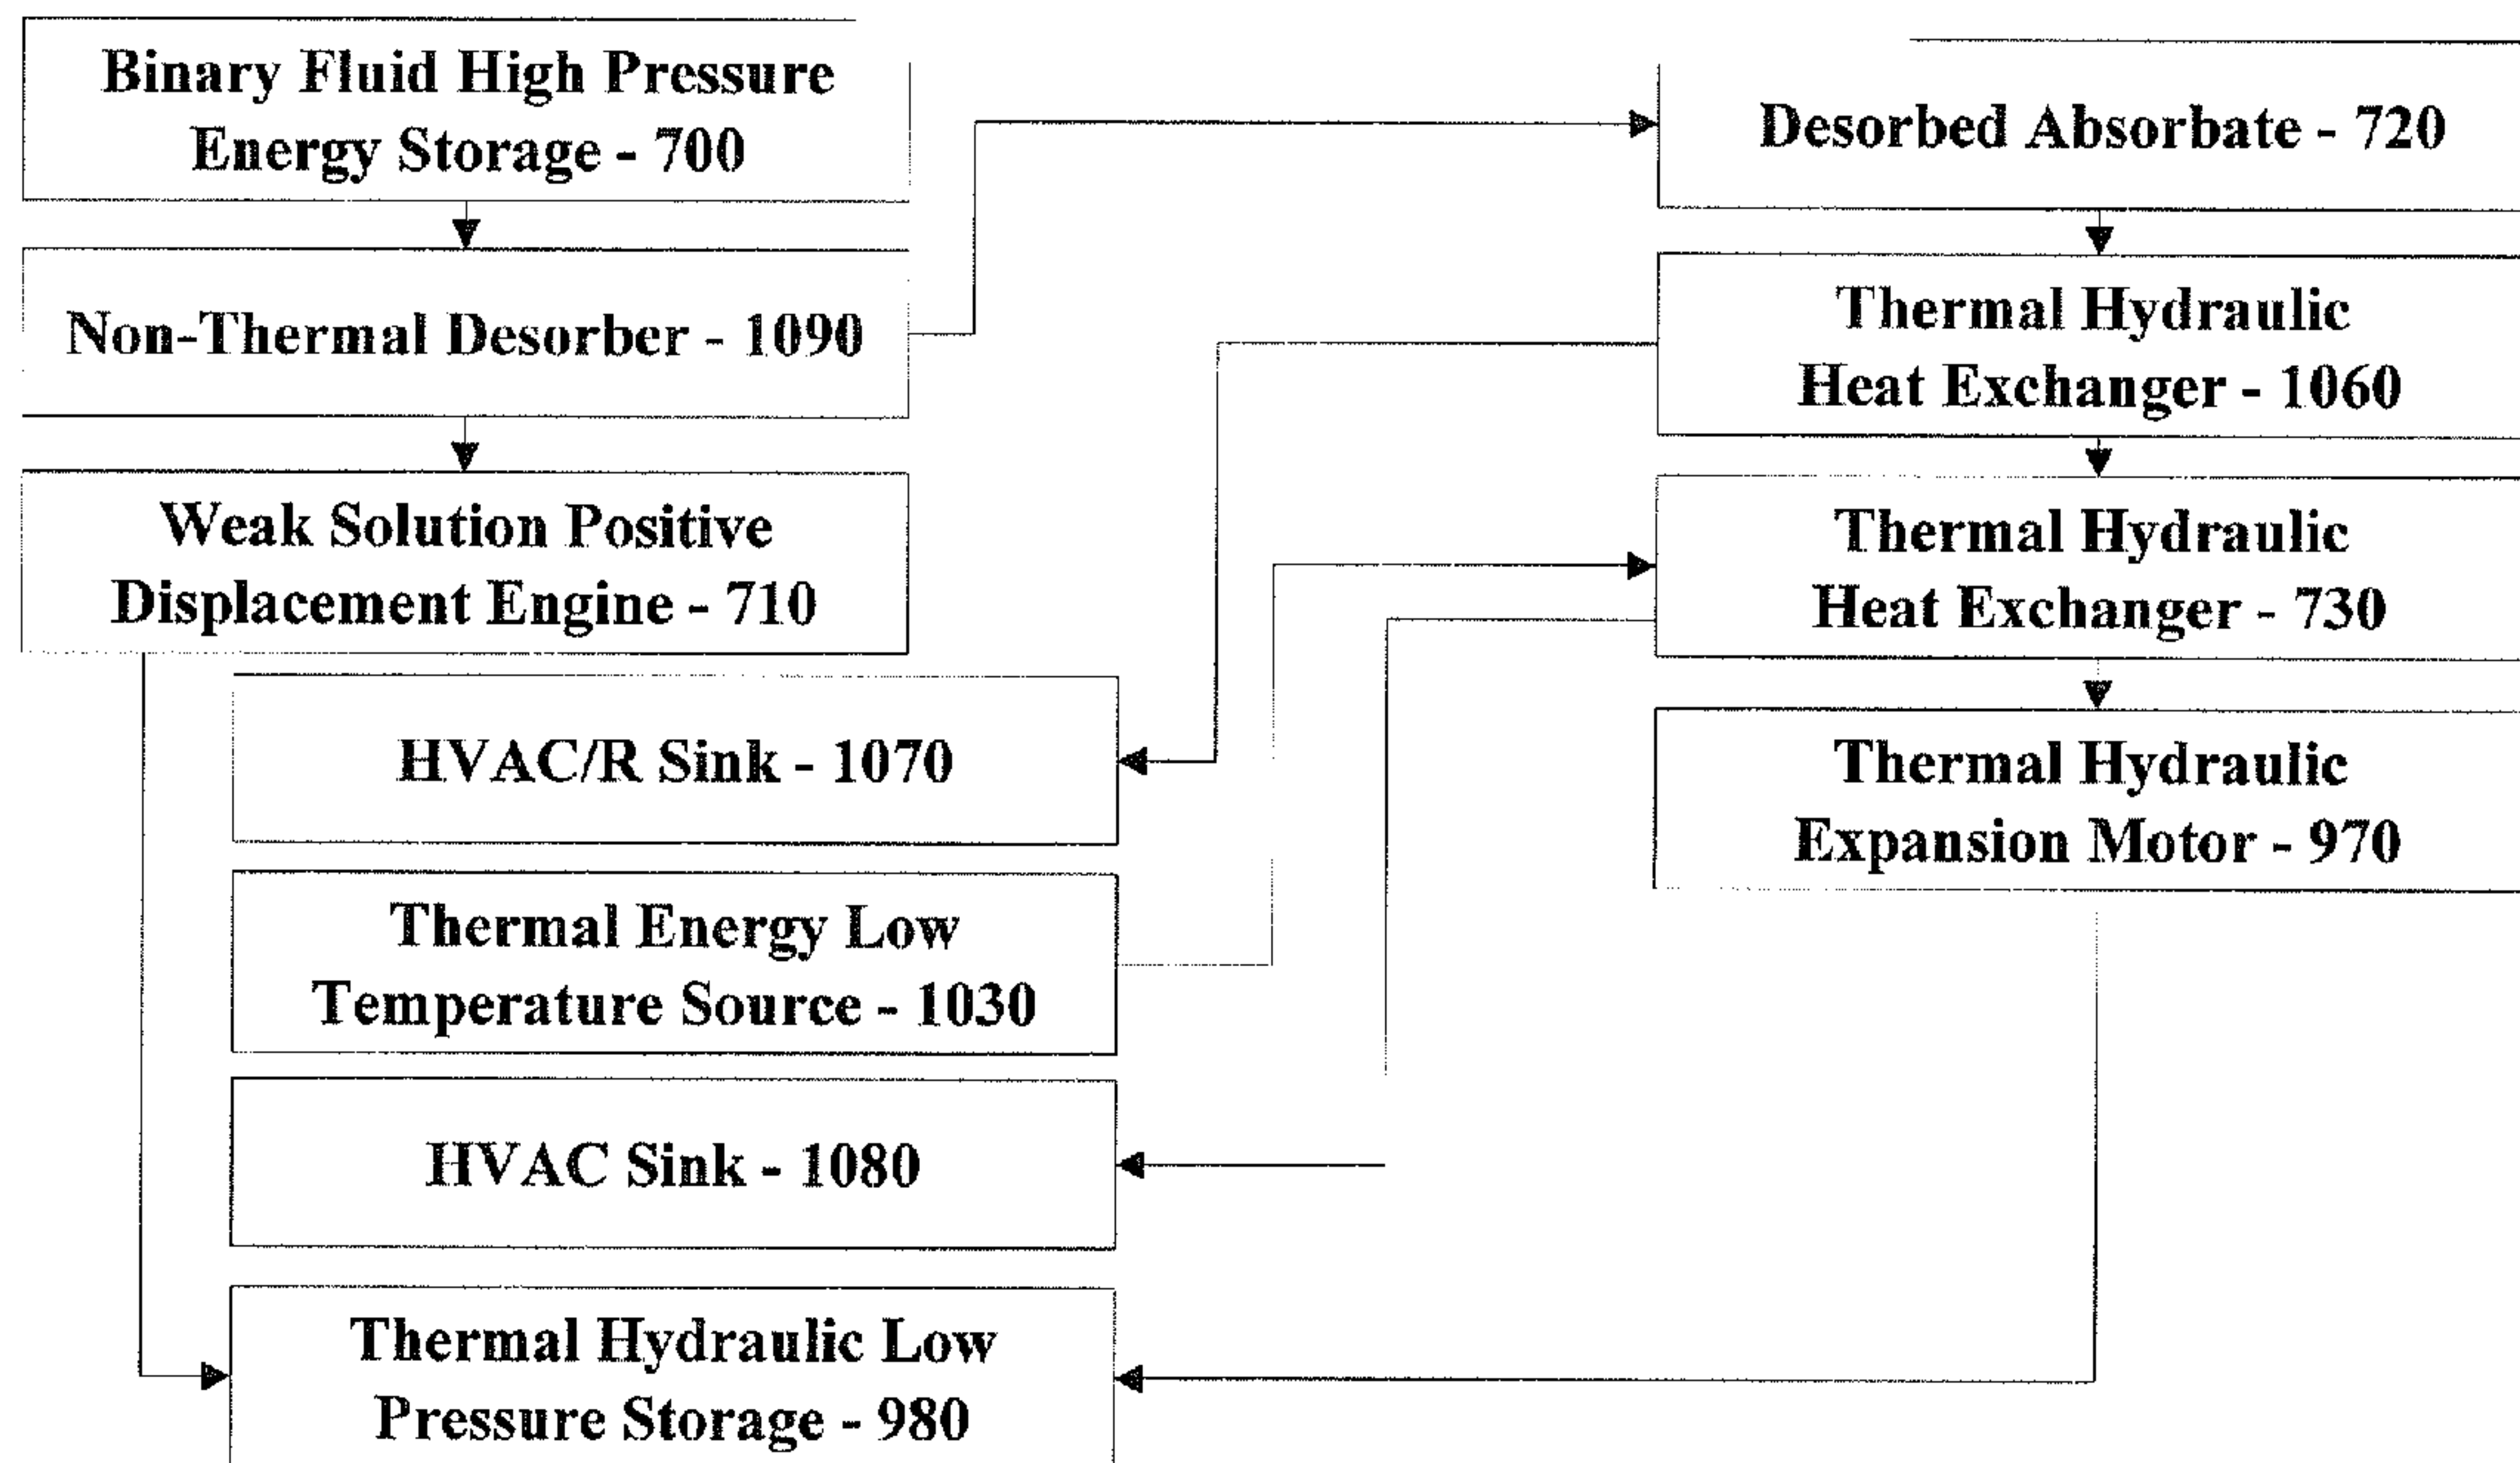 Binary Fluid High Pressure
Energy Storage - 700
Non-Thermal Desorber - 1090
Weak Solution Positive
Displacement Engine - 710
HVAC/R Sink - 1070
Thermal Energy Low
Temperature Source - 1030
HVAC Sink - 1080
Thermal Hydraulic Low
Pressure Storage - 980
Desorbed Absorbate - 720
Thermal Hydraulic
Heat Exchanger - 1060
Thermal Hydraulic
Heat Exchanger - 730
Thermal Hydraulic
Expansion Motor - 970